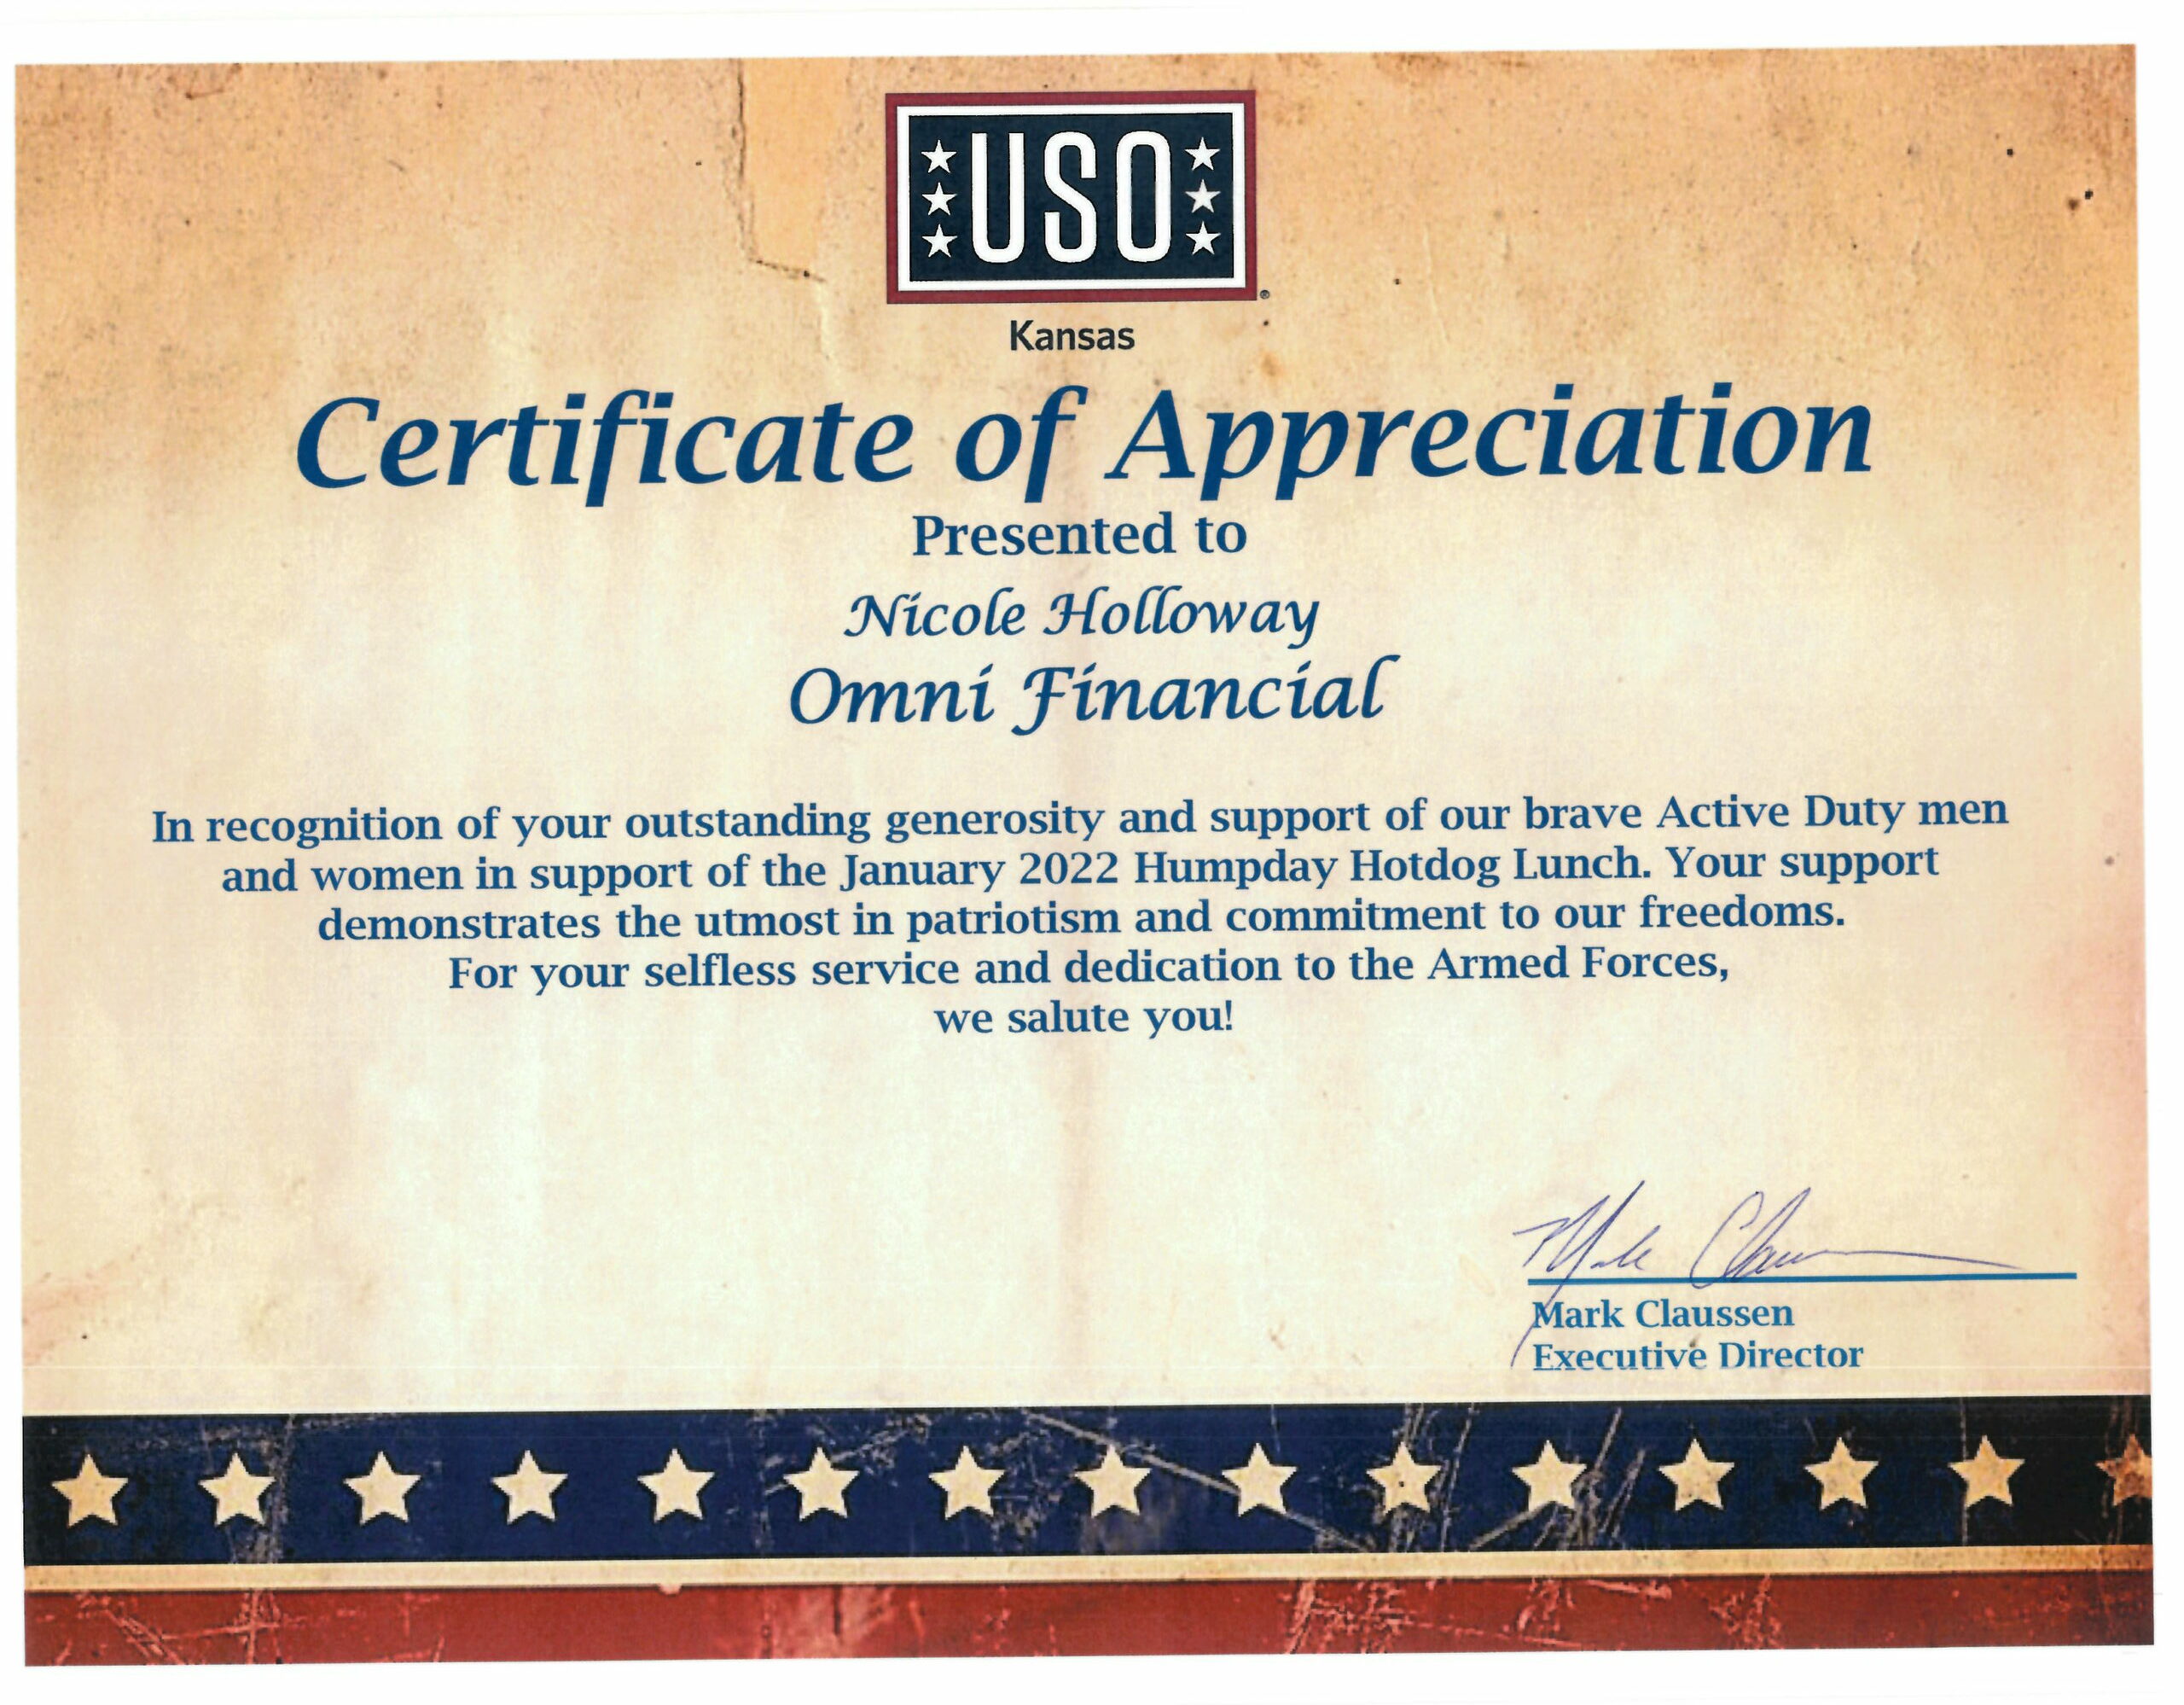 USO
®
Kansas
Certificate of Appreciation
Presented to
Nicole Holloway
Omni Financial
In recognition of your outstanding generosity and support of our brave Active Duty men
and women in support of the January 2022 Humpday Hotdog Lunch. Your support
demonstrates the utmost in patriotism and commitment to our freedoms.
For your selfless service and dedication to the Armed Forces,
we salute you!
Mark Claussen
Executive Director